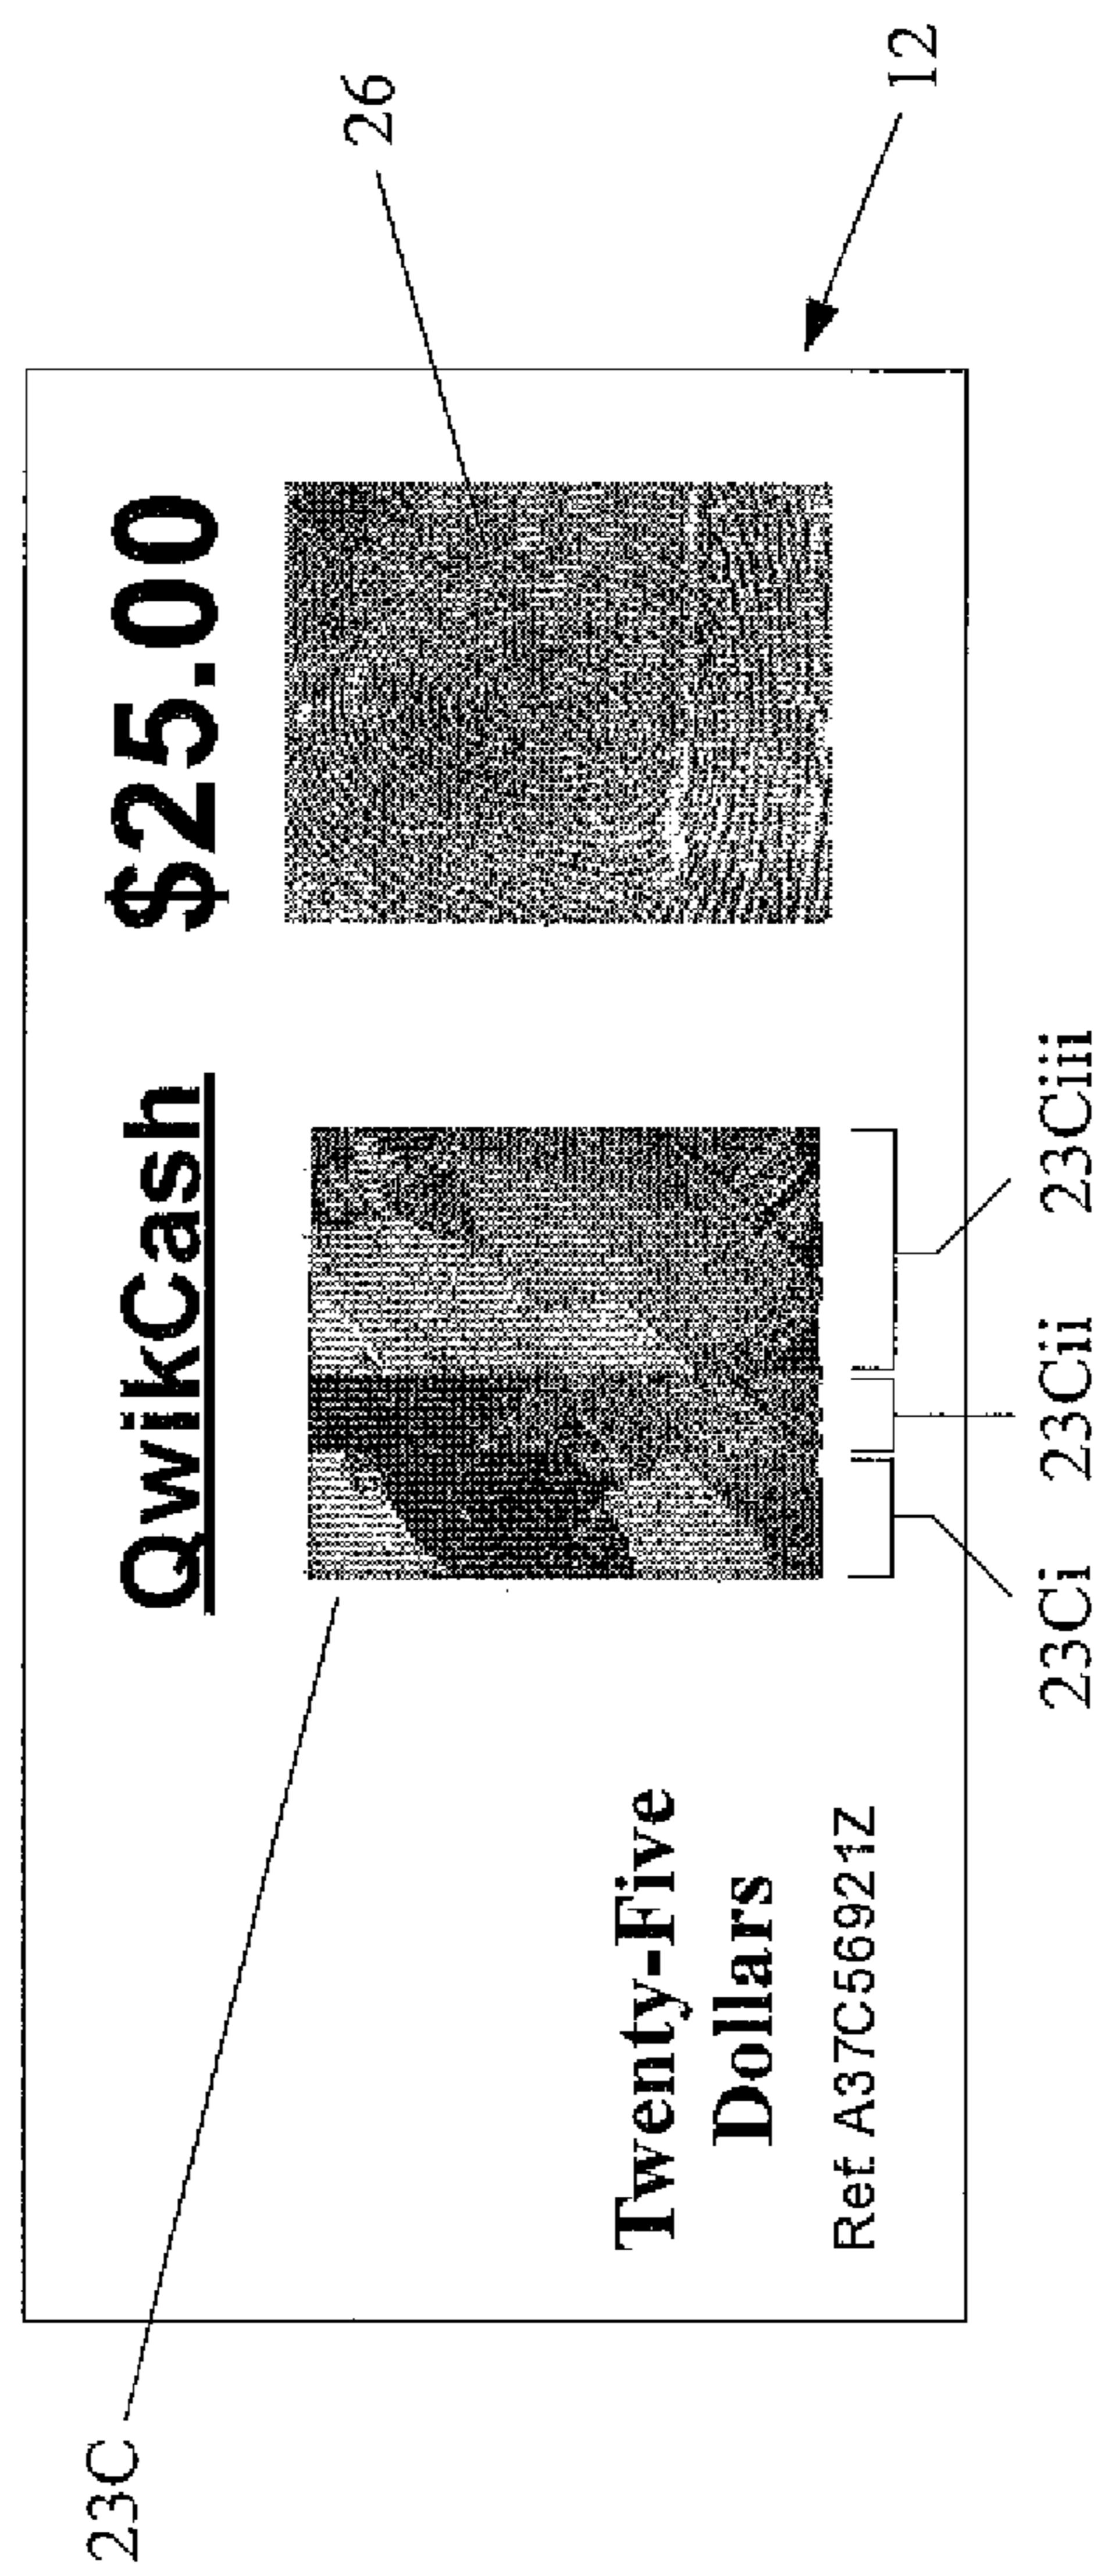 26
12
QwikCash $25.00
Twenty-Five
Dollars
Ref. A37C56921Z
23C
23Ci 23Cii 23Ciii